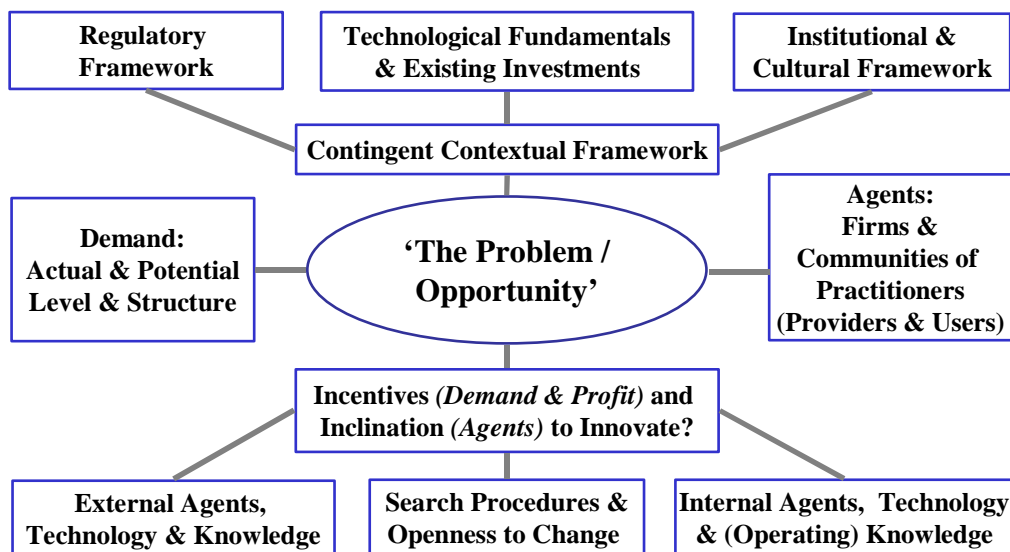 Regulatory
Framework
Technological Fundamentals
& Existing Investments
Institutional &
Cultural Framework
Contingent Contextual Framework
Demand:
Actual & Potential
Level & Structure
‘The Problem /
Opportunity’
Agents:
Firms &
Communities of
Practitioners
(Providers & Users)
Incentives (Demand & Profit) and
Inclination (Agents) to Innovate?
External Agents,
Technology & Knowledge
Search Procedures &
Openness to Change
Internal Agents, Technology
& (Operating) Knowledge